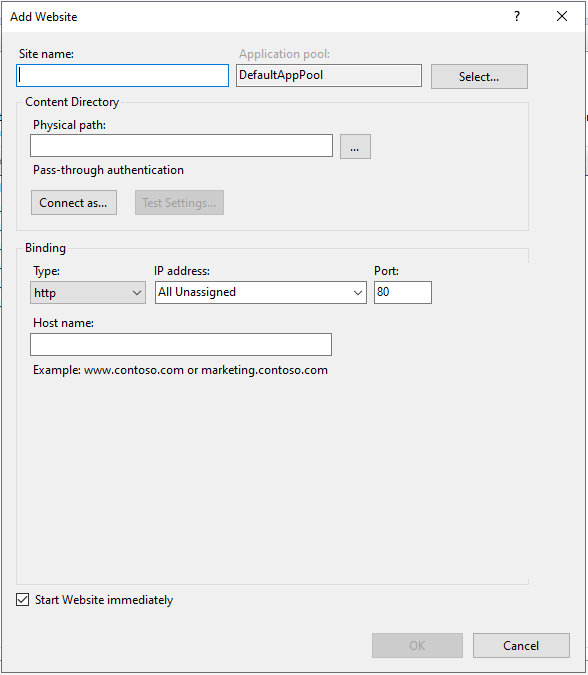 Add Website
?
Site name:
Application pool:
DefaultAppPool
Select...
Content Directory
Physical path:
...
Pass-through authentication
Connect as...
Test Settings...
Binding
Type:
IP address:
Port:
http
All Unassigned
80
Host name:
Example: www.contoso.com or marketing.contoso.com
Start Website immediately
OK
Cancel